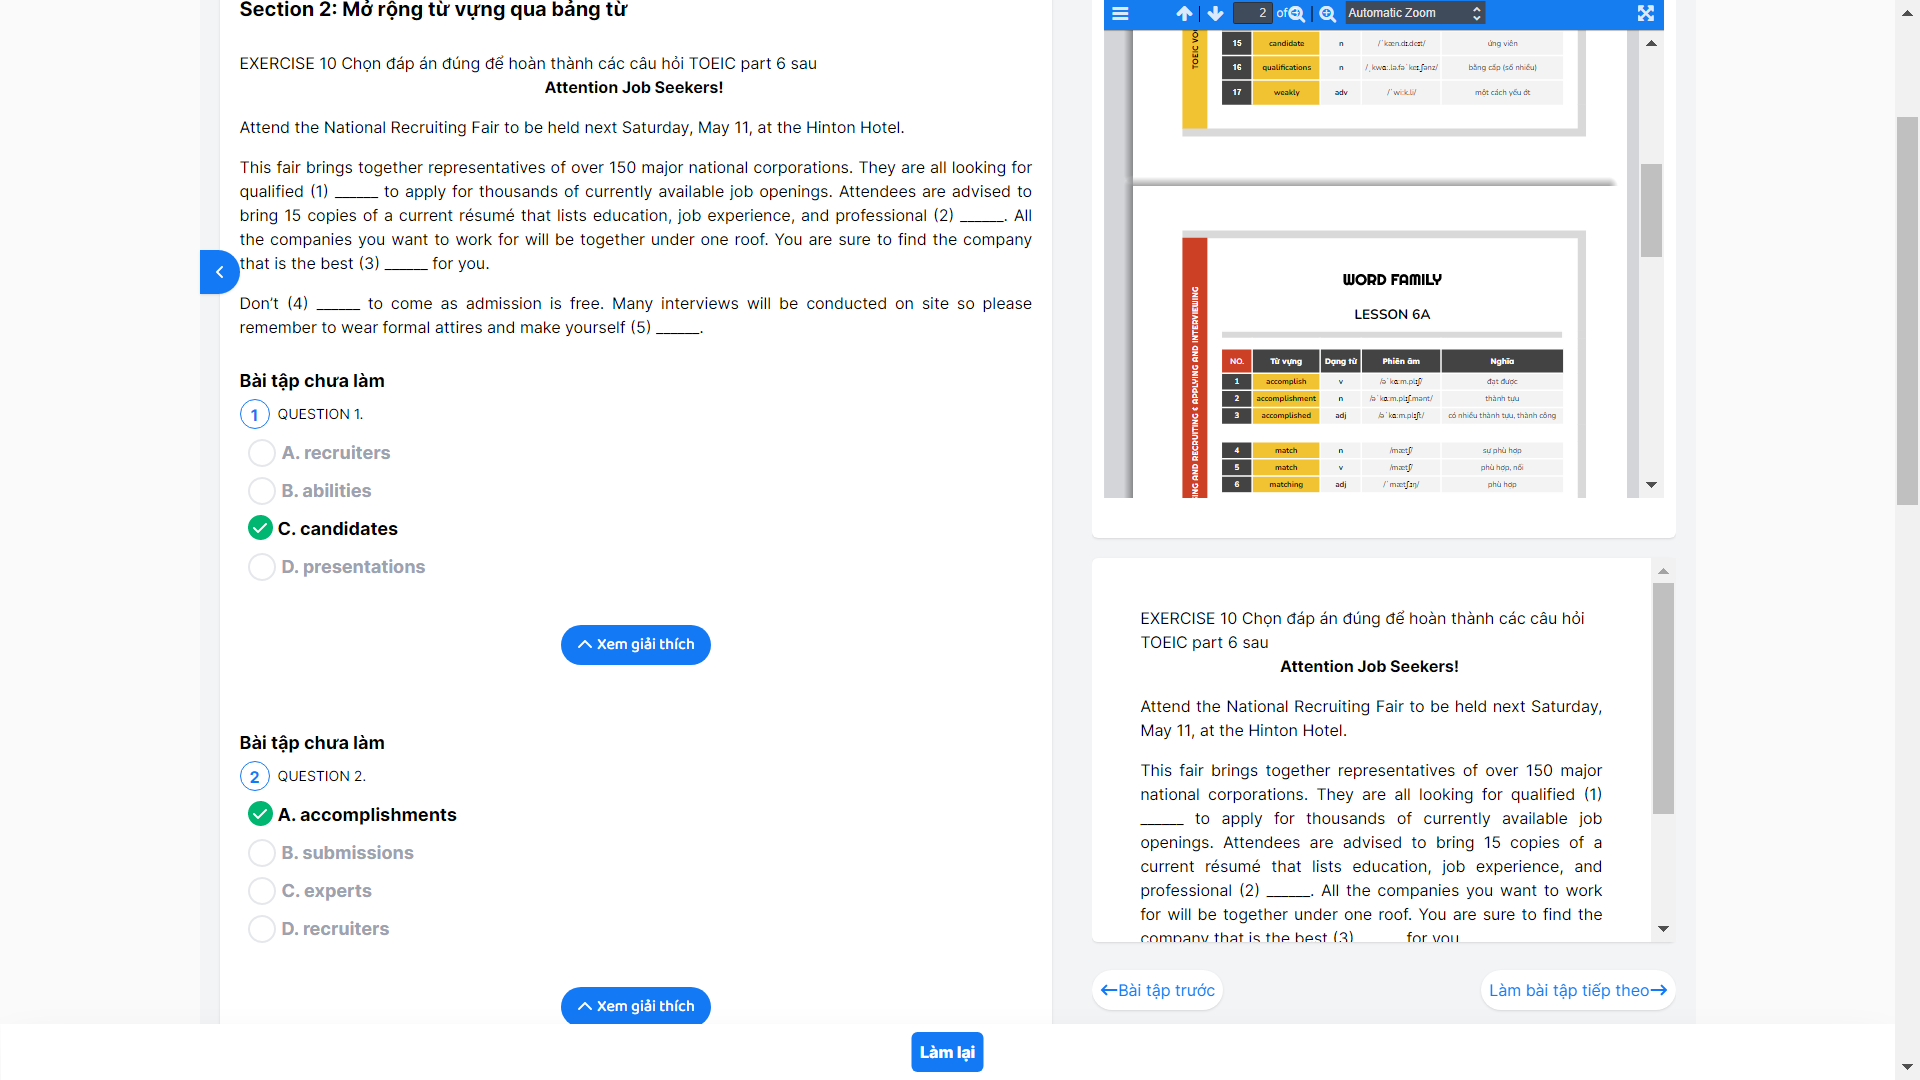 Section 2: Mở rộng từ vựng qua bảng từ
EXERCISE 10 Chọn đáp án đúng để hoàn thành các câu hỏi TOEIC part 6 sau
Attention Job Seekers!
Attend the National Recruiting Fair to be held next Saturday, May 11, at the Hinton Hotel.
This fair brings together representatives of over 150 major national corporations. They are all looking for
qualified (1) ______ to apply for thousands of currently available job openings. Attendees are advised to
bring 15 copies of a current résumé that lists education, job experience, and professional (2) ______. All
the companies you want to work for will be together under one roof. You are sure to find the company
that is the best (3) ______ for you.
Don't (4) ______ to come as admission is free. Many interviews will be conducted on site so please
remember to wear formal attires and make yourself (5) ______.
Bài tập chưa làm
1 QUESTION 1.
A. recruiters
B. abilities
C. candidates
D. presentations
Xem giải thích
Bài tập chưa làm
2 QUESTION 2.
A. accomplishments
B. submissions
C. experts
D. recruiters
Xem giải thích
2 of
Automatic Zoom
TOEIC VO
15 candidate n /ˈkæn.dɪ.deɪt/ ứng viên
16 qualifications n /ˌkwɑː.lə.fəˈkeɪ.ʃənz/ bằng cấp (số nhiều)
17 weakly adv /ˈwiːk.li/ một cách yếu ớt
ING AND RECRUITING & APPLYING AND INTERVIEWING
WORD FAMILY
LESSON 6A
NO. Từ vựng Dạng từ Phiên âm Nghĩa
1 accomplish v /əˈkɑːm.plɪʃ/ đạt được
2 accomplishment n /əˈkɑːm.plɪʃ.mənt/ thành tựu
3 accomplished adj /əˈkɑːm.plɪʃt/ có nhiều thành tựu, thành công
4 match n /mætʃ/ sự phù hợp
5 match v /mætʃ/ phù hợp, nối
6 matching adj /ˈmætʃɪŋ/ phù hợp
EXERCISE 10 Chọn đáp án đúng để hoàn thành các câu hỏi
TOEIC part 6 sau
Attention Job Seekers!
Attend the National Recruiting Fair to be held next Saturday,
May 11, at the Hinton Hotel.
This fair brings together representatives of over 150 major
national corporations. They are all looking for qualified (1)
______ to apply for thousands of currently available job
openings. Attendees are advised to bring 15 copies of a
current résumé that lists education, job experience, and
professional (2) ______. All the companies you want to work
for will be together under one roof. You are sure to find the
company that is the best (3) ______ for you.
Bài tập trước
Làm bài tập tiếp theo
Làm lại